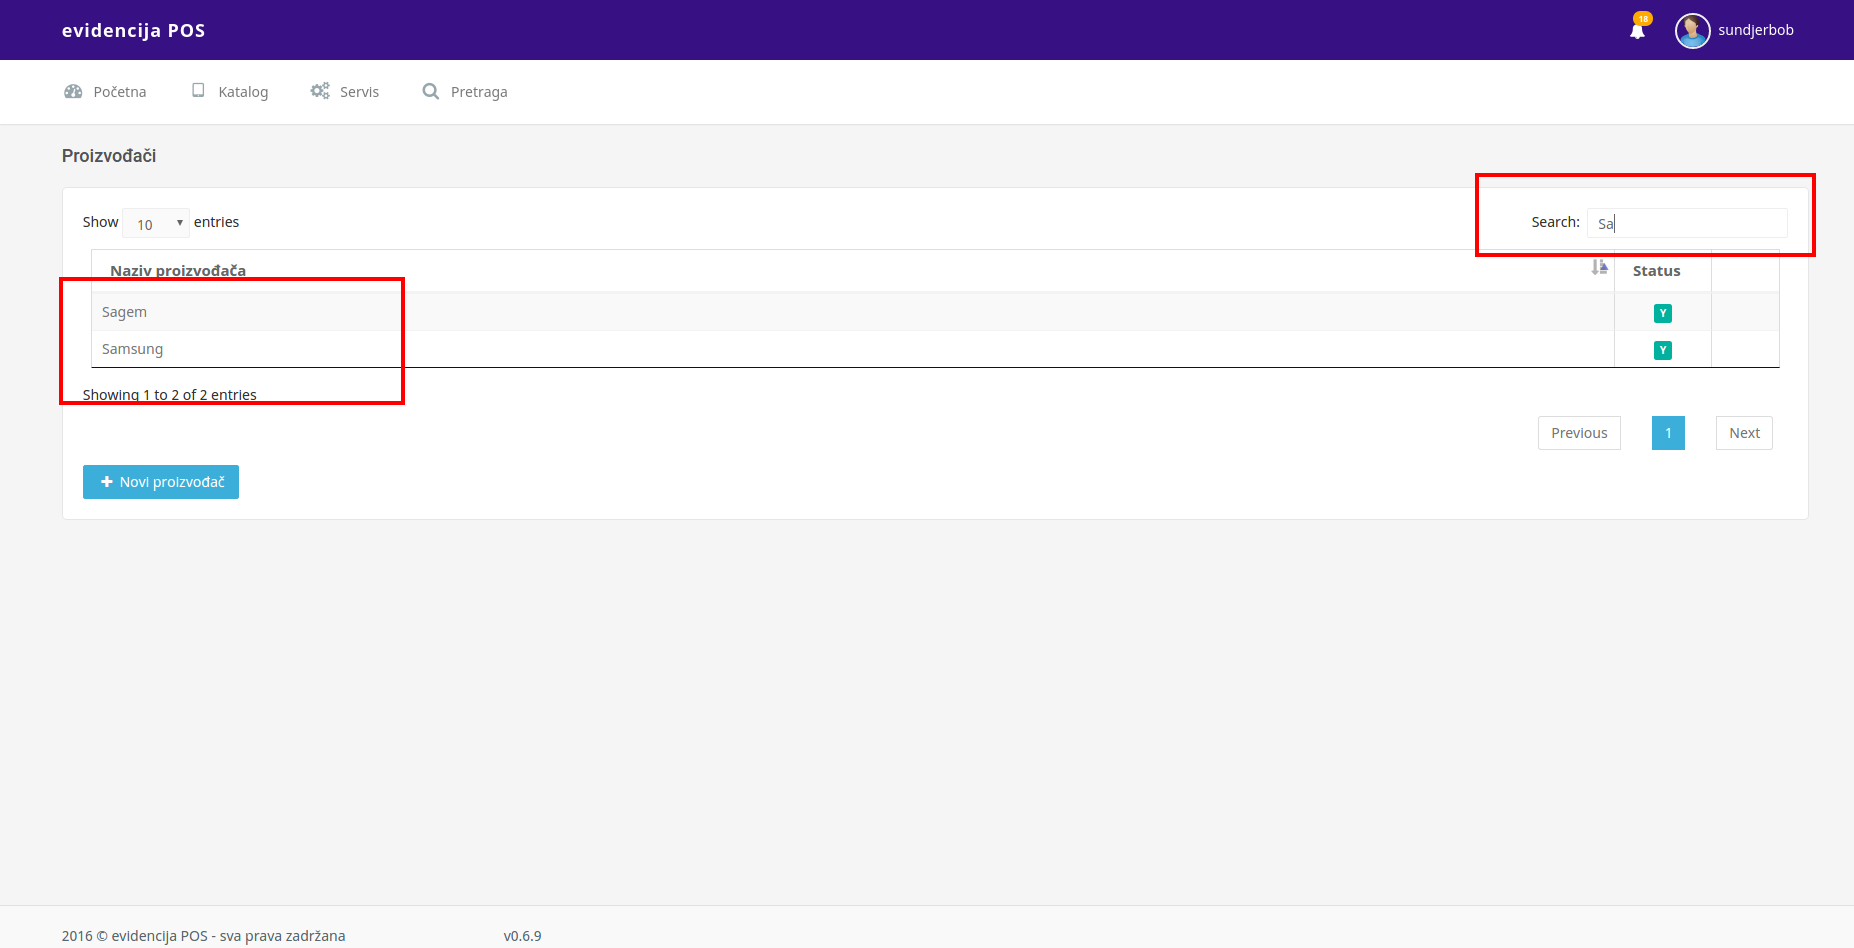 evidencija POS
18
sundjerbob
Početna Katalog Servis Pretraga
Proizvođači
Show 10 entries
Search: Sa
Naziv proizvođača Status
Sagem Y
Samsung Y
Showing 1 to 2 of 2 entries
Previous 1 Next
Novi proizvođač
2016 © evidencija POS - sva prava zadržana v0.6.9